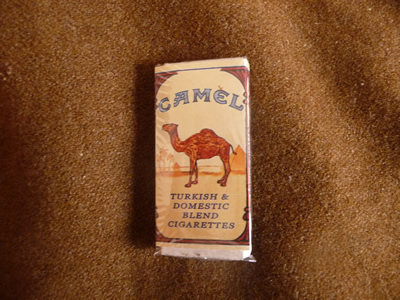 CAMEL
TURKISH &
DOMESTIC
BLEND
CIGARETTES